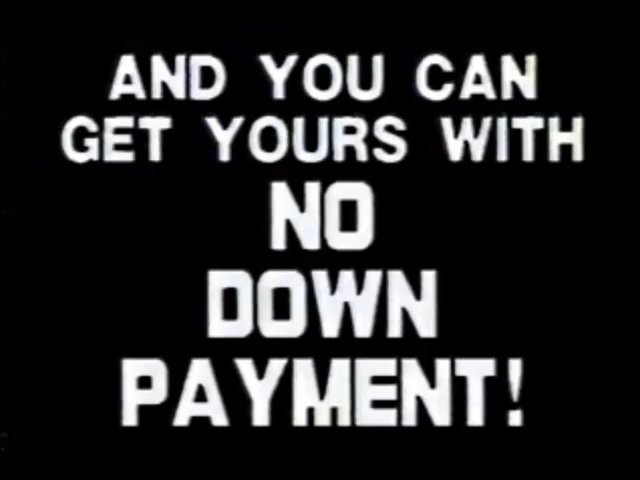 AND YOU CAN
GET YOURS WITH
NO
DOWN
PAYMENT!